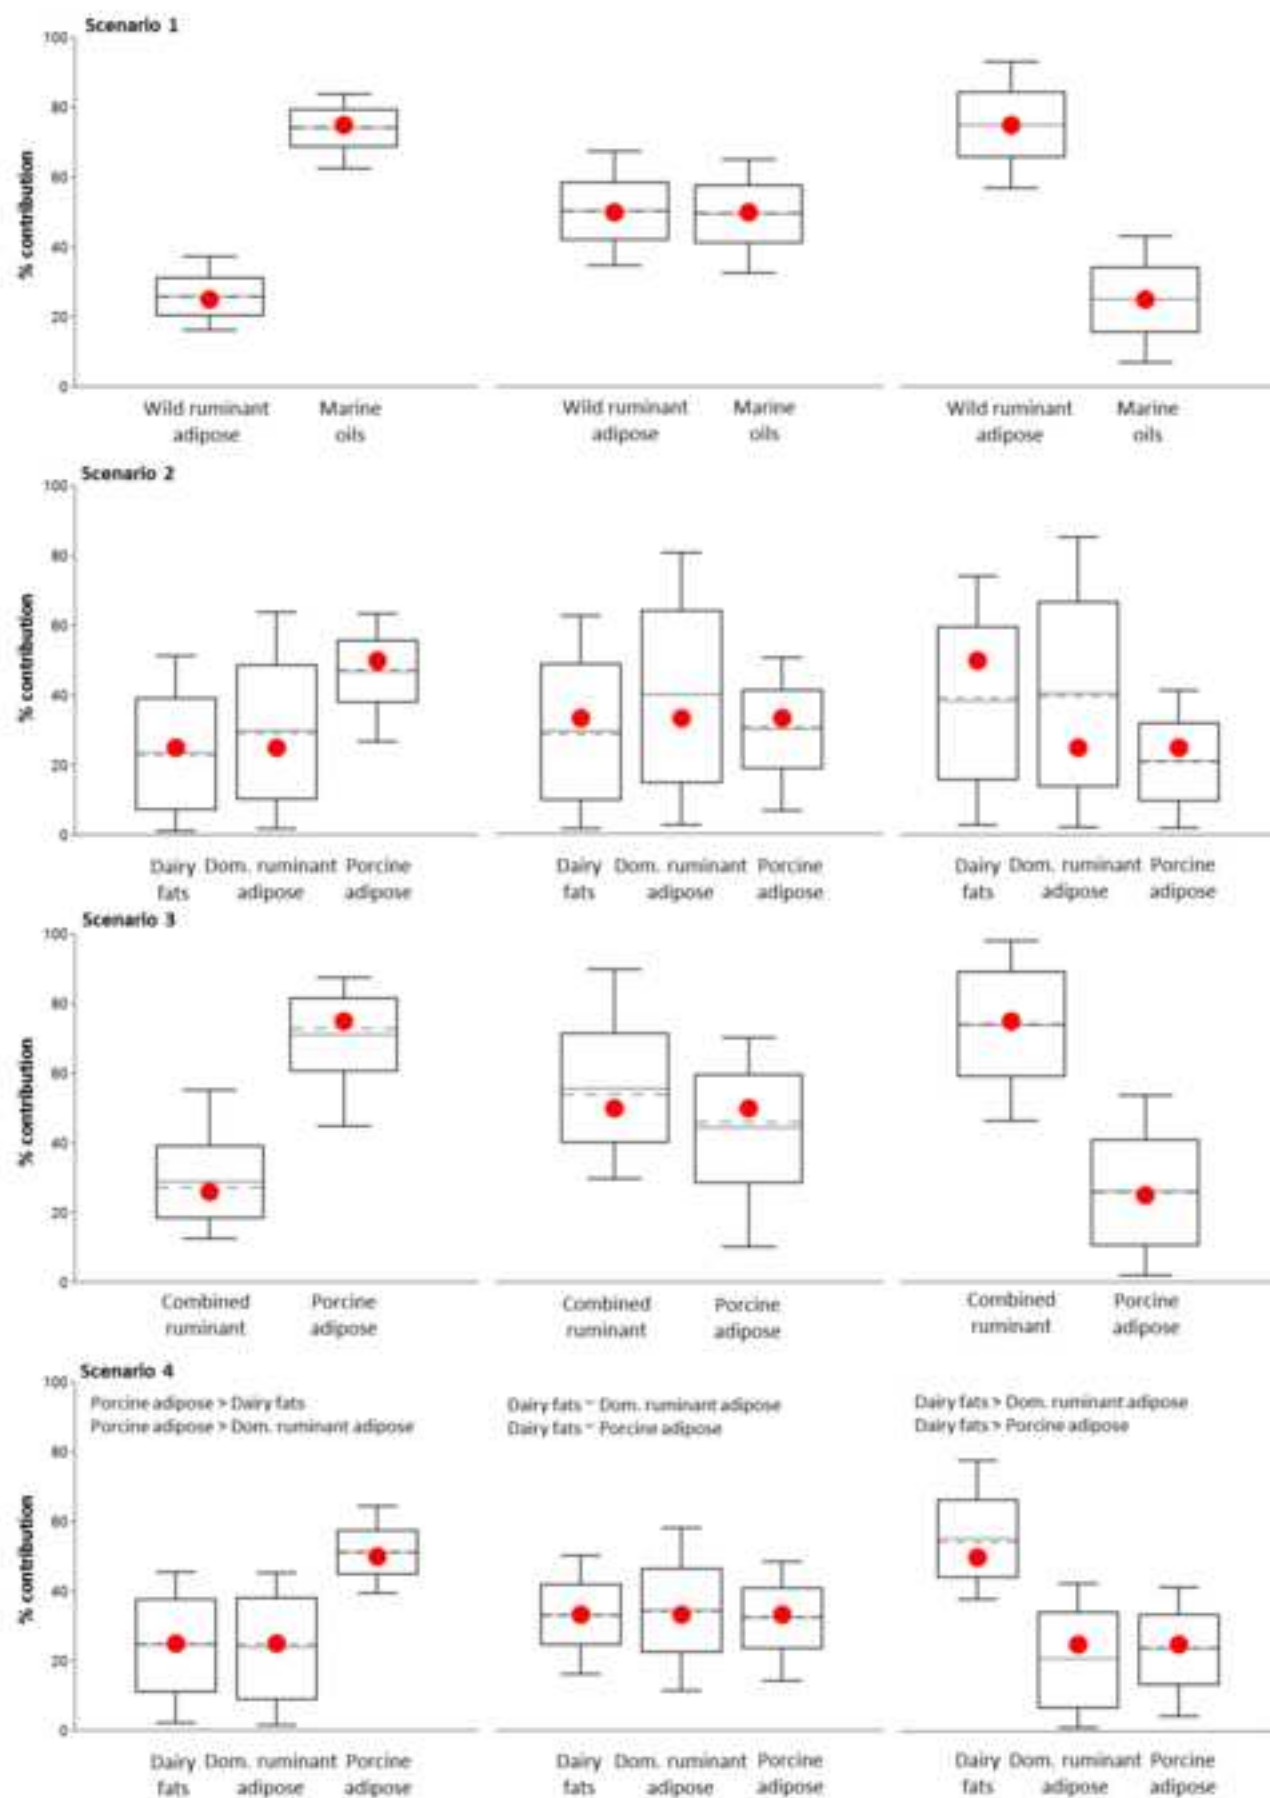 Scenario 1
100
80
60
40
20
0
% contribution
Wild ruminant adipose
Marine oils
Wild ruminant adipose
Marine oils
Wild ruminant adipose
Marine oils
Scenario 2
100
80
60
40
20
0
% contribution
Dairy fats
Dom. ruminant adipose
Porcine adipose
Dairy fats
Dom. ruminant adipose
Porcine adipose
Dairy fats
Dom. ruminant adipose
Porcine adipose
Scenario 3
100
80
60
40
20
0
% contribution
Combined ruminant
Porcine adipose
Combined ruminant
Porcine adipose
Combined ruminant
Porcine adipose
Scenario 4
100
80
60
40
20
0
% contribution
Porcine adipose > Dairy fats
Porcine adipose > Dom. ruminant adipose
Dairy fats ~ Dom. ruminant adipose
Dairy fats ~ Porcine adipose
Dairy fats > Dom. ruminant adipose
Dairy fats > Porcine adipose
Dairy fats
Dom. ruminant adipose
Porcine adipose
Dairy fats
Dom. ruminant adipose
Porcine adipose
Dairy fats
Dom. ruminant adipose
Porcine adipose